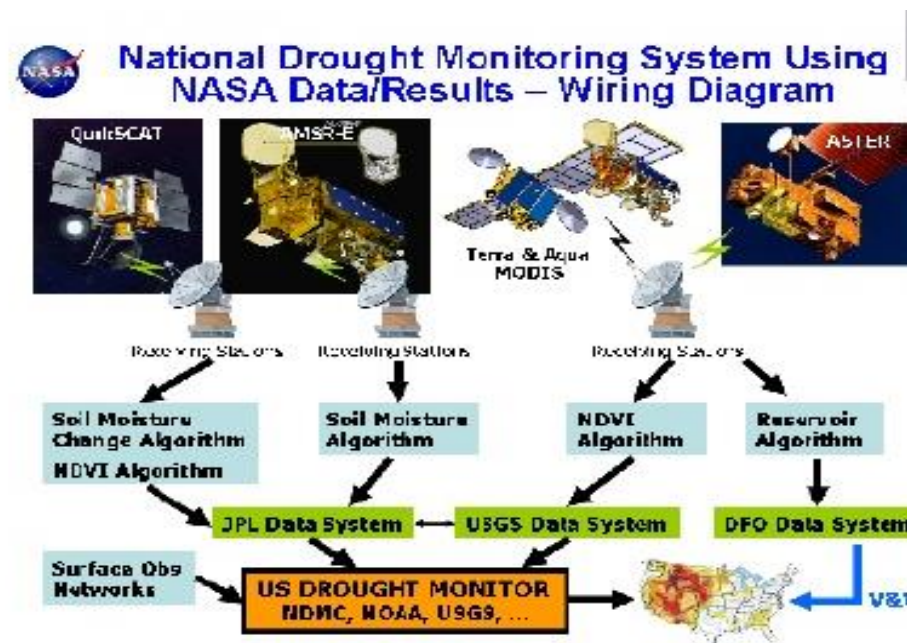 NASA
National Drought Monitoring System Using
NASA Data/Results – Wiring Diagram
QuikSCAT
AMSR-E
ASTER
Terra & Aqua
MODIS
Receiving Stations
Receiving Stations
Receiving Stations
Soil Moisture
Change Algorithm
NDVI Algorithm
Soil Moisture
Algorithm
NDVI
Algorithm
Reservoir
Algorithm
JPL Data System
USGS Data System
DFO Data System
Surface Obs
Networks
US DROUGHT MONITOR
NDMC, NOAA, USGS, ...